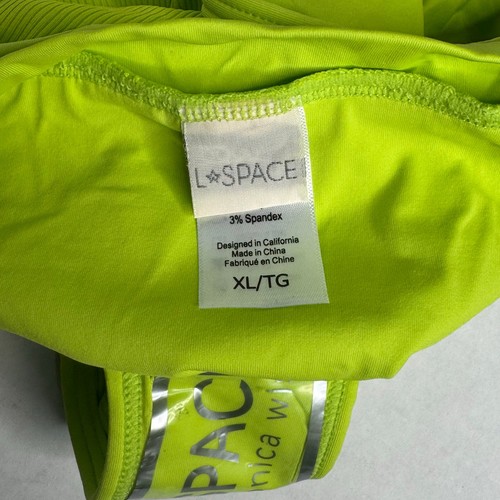 L☆SPACE
3% Spandex
Designed in California
Made in China
Fabriqué en Chine
XL/TG
SPAC
nica w